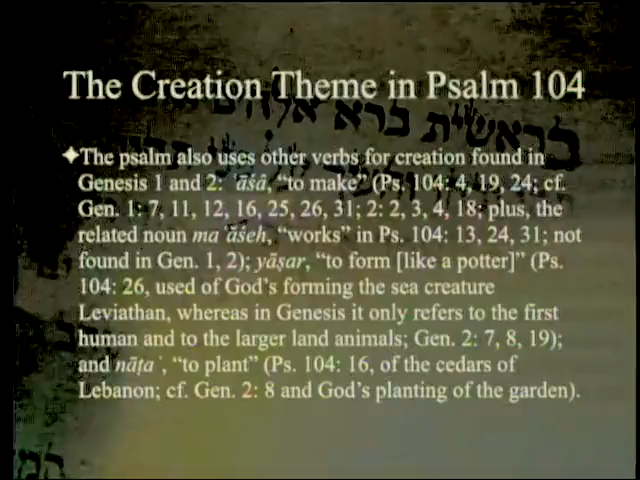 The Creation Theme in Psalm 104
בראשית ברא אלהים
✦The psalm also uses other verbs for creation found in
Genesis 1 and 2: ʿāśâ, “to make” (Ps. 104: 4, 19, 24; cf.
Gen. 1: 7, 11, 12, 16, 25, 26, 31; 2: 2, 3, 4, 18; plus, the
related noun maʿăśeh, “works” in Ps. 104: 13, 24, 31; not
found in Gen. 1, 2); yāṣar, “to form [like a potter]” (Ps.
104: 26, used of God’s forming the sea creature
Leviathan, whereas in Genesis it only refers to the first
human and to the larger land animals; Gen. 2: 7, 8, 19);
and nāṭaʿ, “to plant” (Ps. 104: 16, of the cedars of
Lebanon; cf. Gen. 2: 8 and God’s planting of the garden).